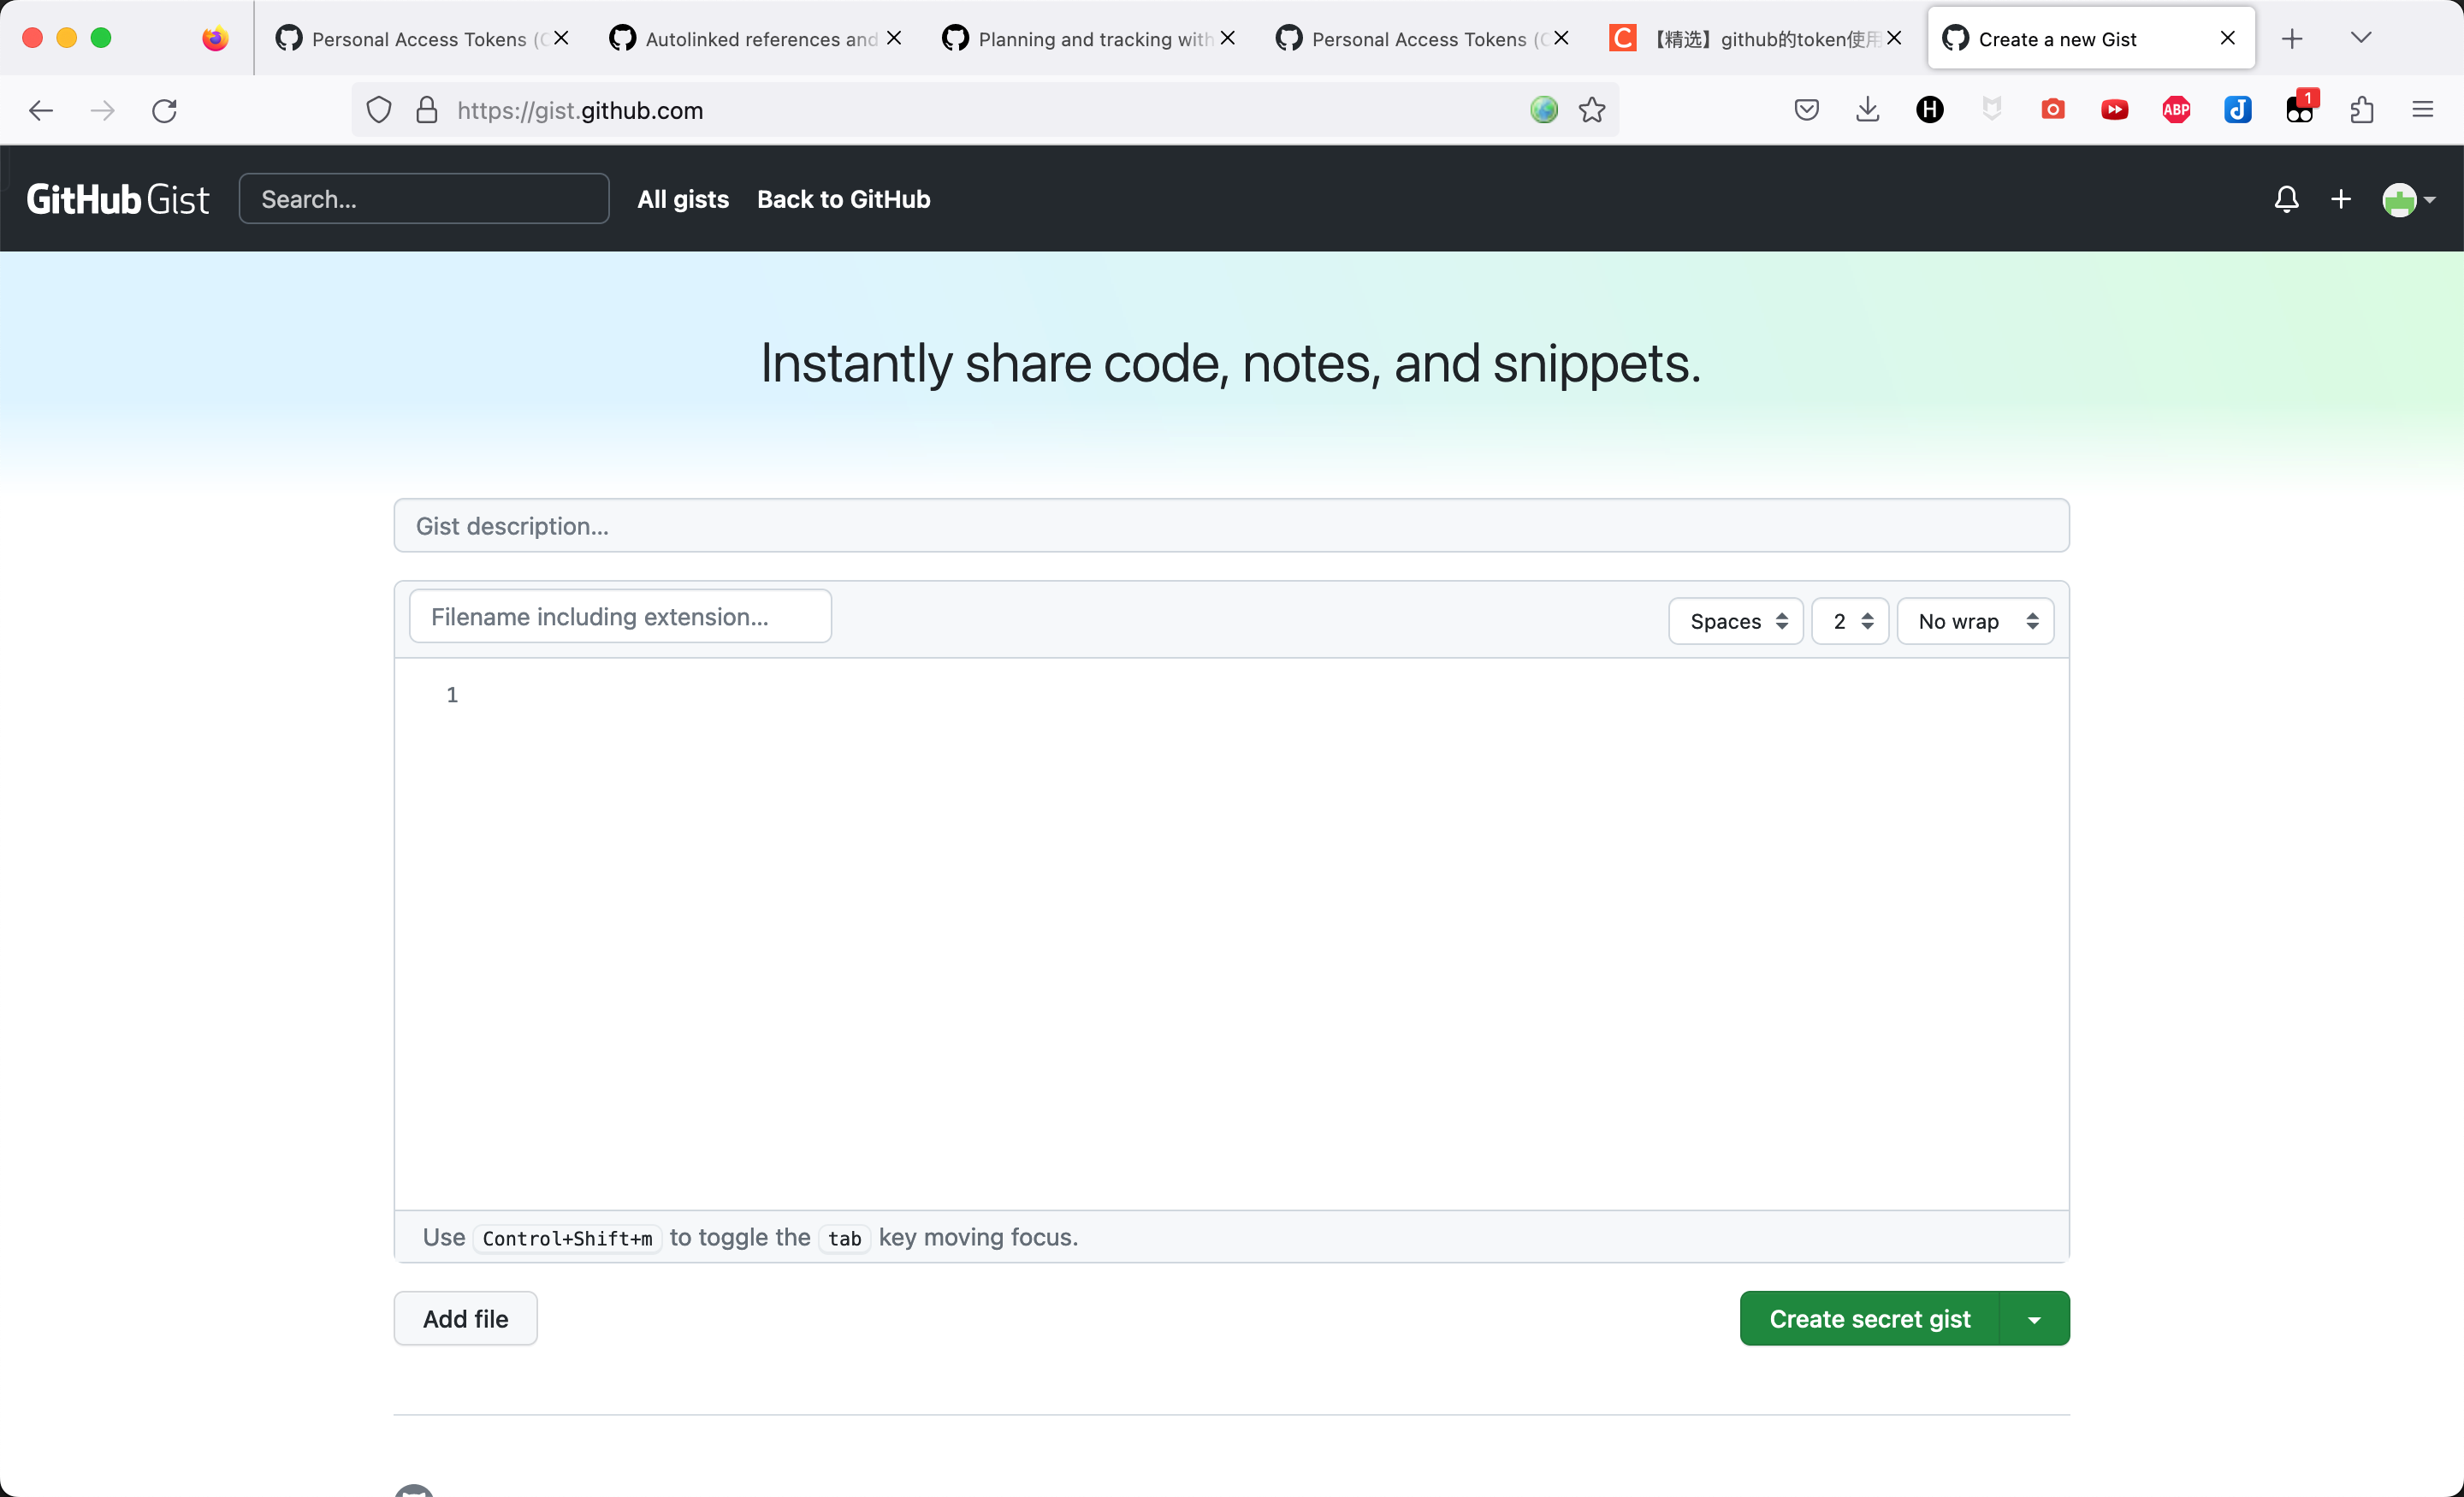 Personal Access Tokens (C
Autolinked references and
Planning and tracking with
Personal Access Tokens (C
【精选】github的token使用
Create a new Gist
https://gist.github.com
H
ABP
1
GitHub Gist
Search...
All gists
Back to GitHub
Instantly share code, notes, and snippets.
Gist description...
Filename including extension...
Spaces
2
No wrap
1
Use Control+Shift+m to toggle the tab key moving focus.
Add file
Create secret gist